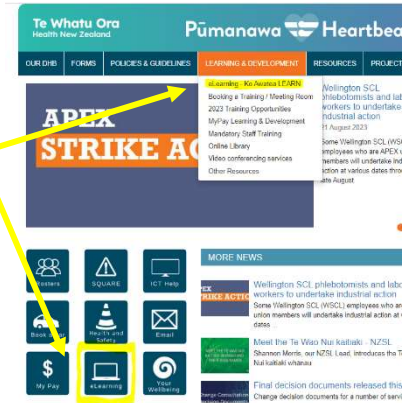 Te Whatu Ora
Health New Zealand
Pūmanawa Heartbea
OUR DHB FORMS POLICIES & GUIDELINES LEARNING & DEVELOPMENT RESOURCES PROJECT
eLearning - Ko Awatea LEARN
Booking a Training / Meeting Room
2023 Training Opportunities
MyPay Learning & Development
Mandatory Staff Training
Online Library
Video conferencing services
Other Resources
APEX
STRIKE AC
Wellington SCL
phlebotomists and lab
workers to undertake
industrial action
21 August 2023
Some Wellington SCL (WSC
employees who are APEX u
members will undertake ind
action at various dates thro
late August
MORE NEWS
Rosters
SQUARE
ICT Help
Book a car
Health and
Safety
Email
$
My Pay
eLearning
Your
Wellbeing
Wellington SCL phlebotomists and labo
workers to undertake industrial action
Some Wellington SCL (WSCL) employees who are
union members will undertake industrial action at v
dates
RIKE ACTIO
Meet the Te Wao Nui kaitiaki - NZSL
Shannon Morris, our NZSL Lead, introduces the T
Nui kaitiaki whānau
Final decision documents released this
Change decision documents for a number of servi